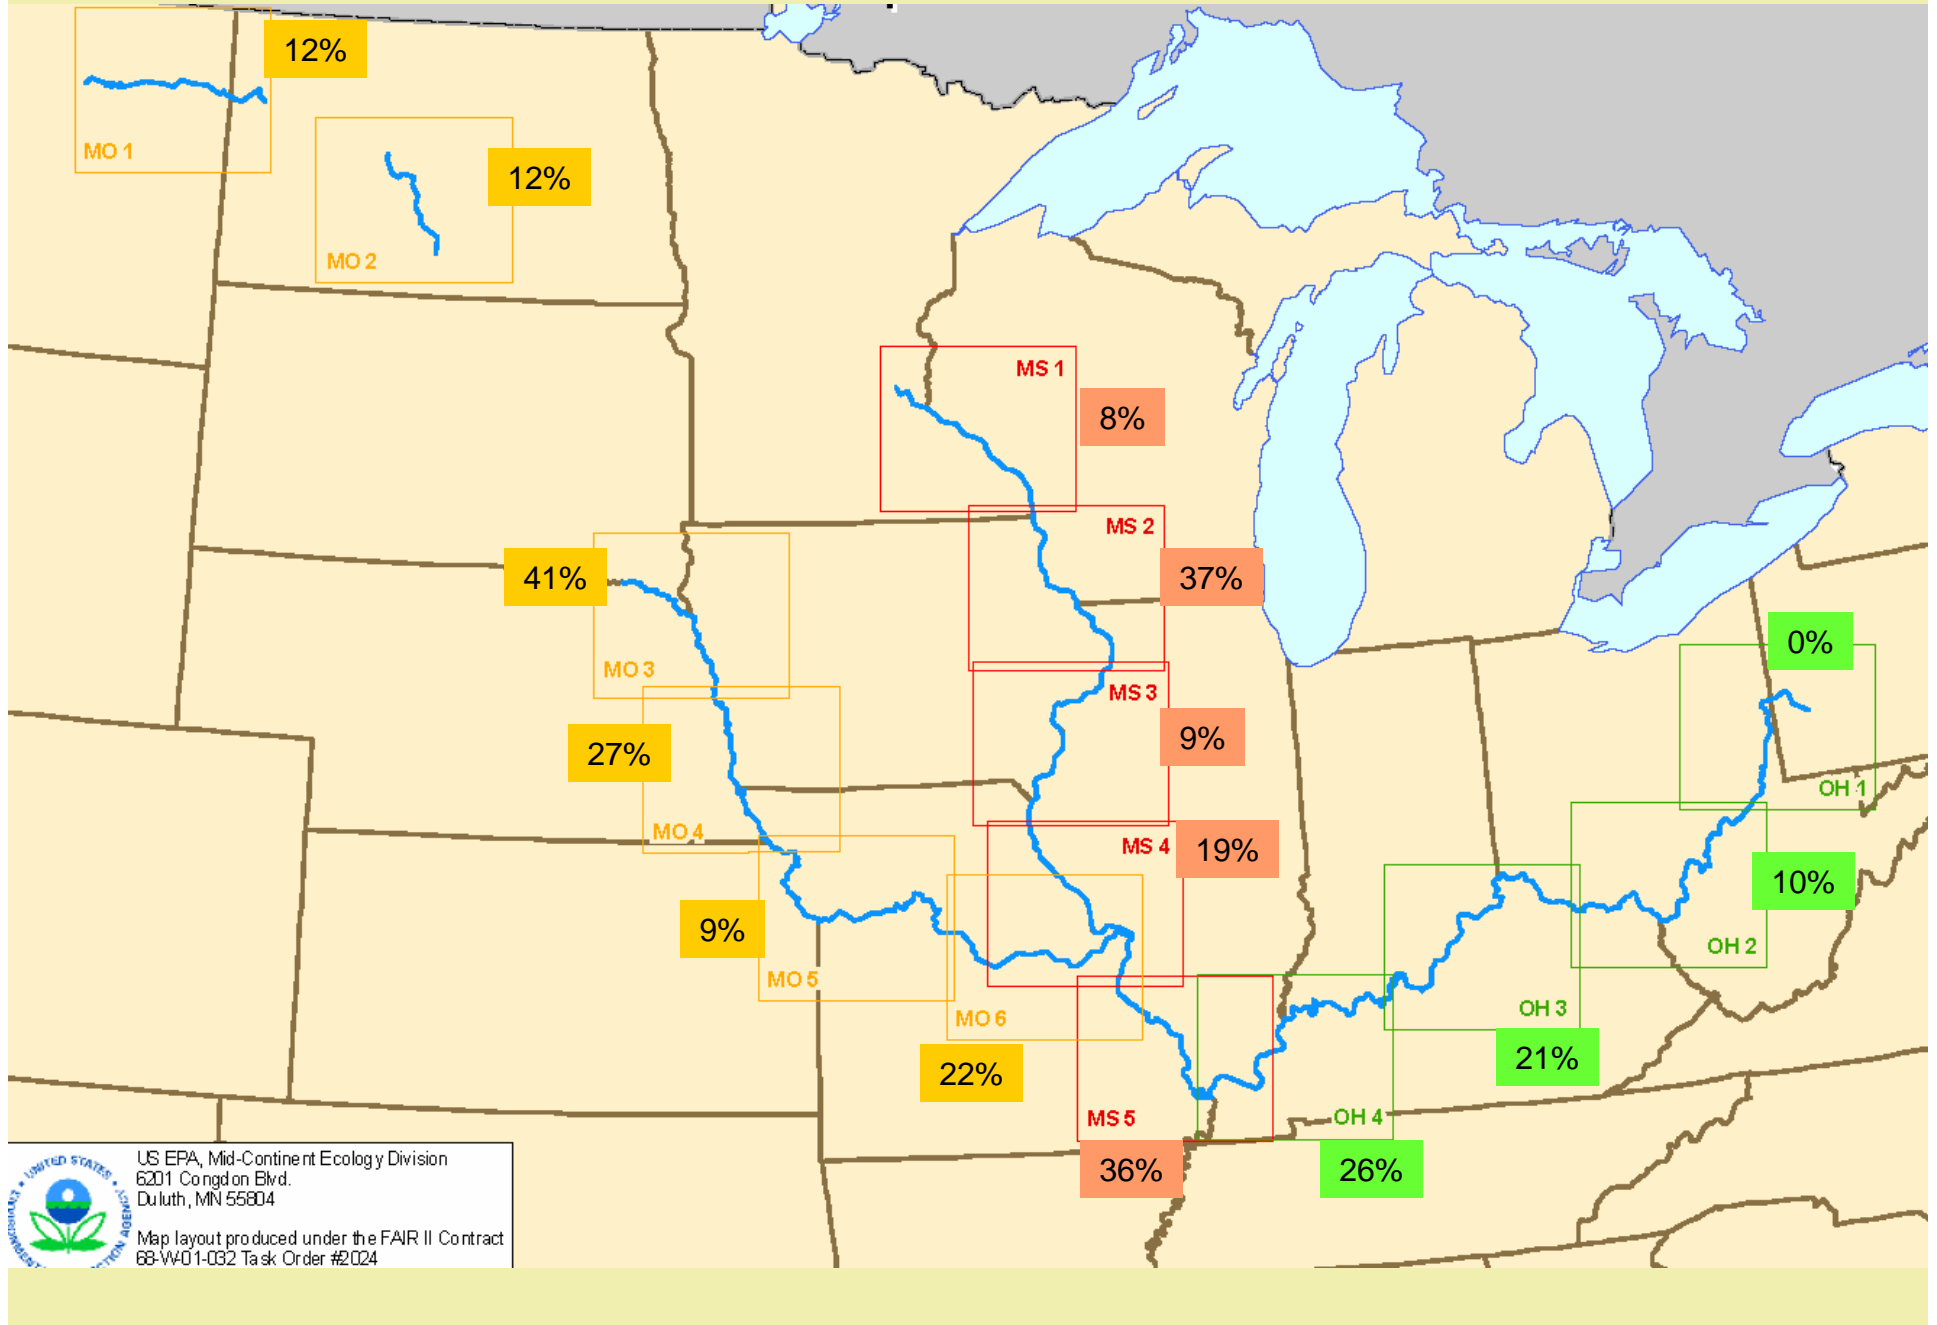 12%
MO 1
12%
MO 2
MS 1
8%
MS 2
41%
37%
0%
MO 3
MS 3
9%
27%
OH 1
MO 4
MS 4
19%
10%
9%
OH 2
MO 5
OH 3
MO 6
21%
22%
MS 5
OH 4
36%
26%
UNITED STATES
US EPA, Mid-Continent Ecology Division
6201 Congdon Blvd.
Duluth, MN 55804
Map layout produced under the FAIR II Contract
68-W-01-032 Task Order #2024